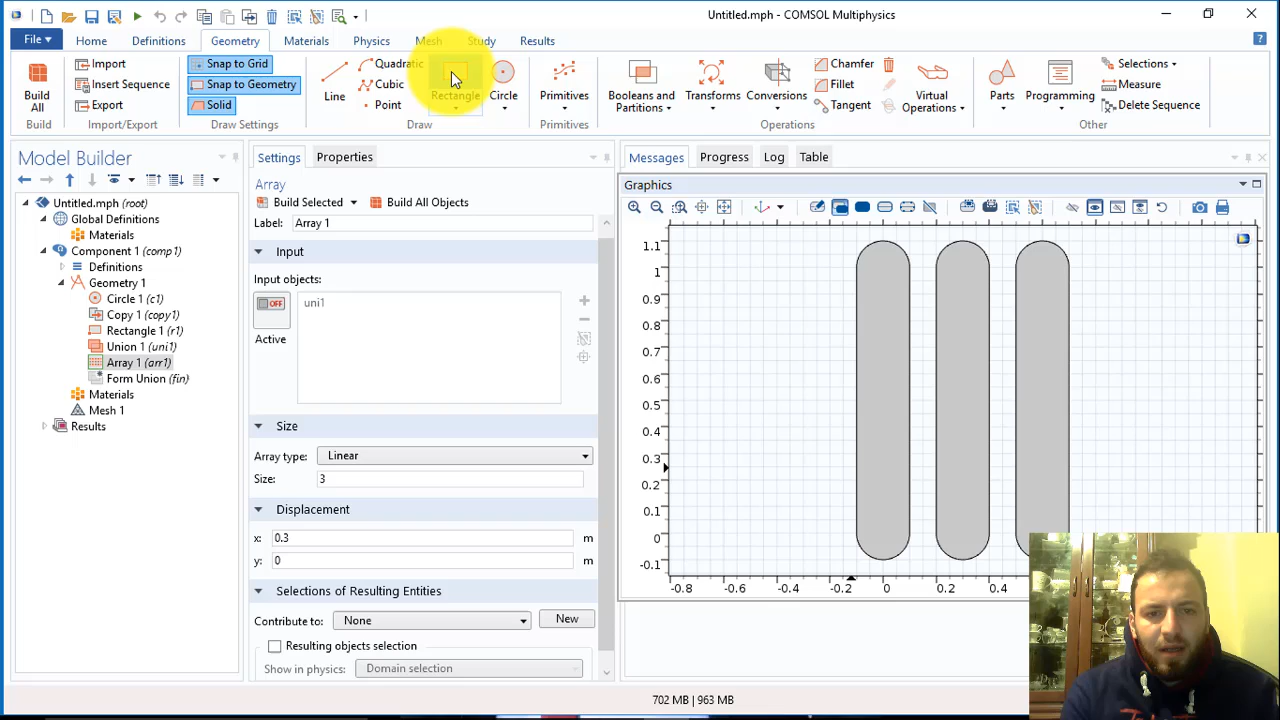 Untitled.mph - COMSOL Multiphysics
File Home Definitions Geometry Materials Physics Mesh Study Results
Build All
Build
Import
Insert Sequence
Export
Import/Export
Snap to Grid
Snap to Geometry
Solid
Draw Settings
Line
Quadratic
Cubic
Point
Rectangle
Circle
Draw
Primitives
Primitives
Booleans and Partitions
Transforms
Conversions
Chamfer
Fillet
Tangent
Virtual Operations
Operations
Parts
Programming
Selections
Measure
Delete Sequence
Other
Model Builder
Untitled.mph (root)
Global Definitions
Materials
Component 1 (comp1)
Definitions
Geometry 1
Circle 1 (c1)
Copy 1 (copy1)
Rectangle 1 (r1)
Union 1 (uni1)
Array 1 (arr1)
Form Union (fin)
Materials
Mesh 1
Results
Settings Properties
Array
Build Selected Build All Objects
Label: Array 1
Input
Input objects:
OFF
Active
uni1
Size
Array type: Linear
Size: 3
Displacement
x: 0.3 m
y: 0 m
Selections of Resulting Entities
Contribute to: None New
Resulting objects selection
Show in physics: Domain selection
Messages Progress Log Table
Graphics
1.1
1
0.9
0.8
0.7
0.6
0.5
0.4
0.3
0.2
0.1
0
-0.1
-0.8 -0.6 -0.4 -0.2 0 0.2 0.4
702 MB | 963 MB